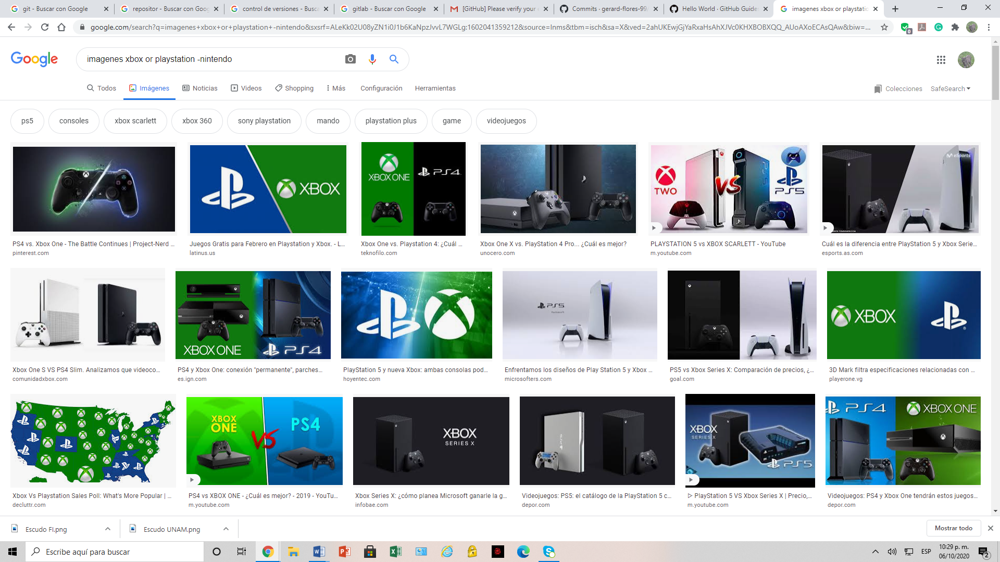 git - Buscar con Google
repositor - Buscar con Goog
control de versiones - Busca
gitlab - Buscar con Google
[GitHub] Please verify your
Commits · gerard-flores-99/
Hello World · GitHub Guides
imagenes xbox or playstatio
google.com/search?q=imagenes+xbox+or+playstation+-nintendo&sxsrf=ALeKk02U08yZN1i0J1b6KaNpzJvvL7WGLg:1602041359212&source=lnms&tbm=isch&sa=X&ved=2ahUKEwjGjYaRxaHsAhXJVc0KHXBOBXQQ_AUoAXoECAsQAw&biw=...
0
Google
imagenes xbox or playstation -nintendo
Todos
Imágenes
Noticias
Videos
Shopping
Más
Configuración
Herramientas
Colecciones
SafeSearch
ps5
consoles
xbox scarlett
xbox 360
sony playstation
mando
playstation plus
game
videojuegos
XBOX
XBOX ONE
PS4
TWO
VS
PS5
PS5
eSports
PS4 vs. Xbox One - The Battle Continues | Project-Nerd ...
pinterest.com
Juegos Gratis para Febrero en Playstation y Xbox. - L...
latinus.us
Xbox One vs. Playstation 4: ¿Cuál ...
teknofilo.com
Xbox One X vs. PlayStation 4 Pro... ¿Cuál es mejor?
unocero.com
PLAYSTATION 5 vs XBOX SCARLETT - YouTube
m.youtube.com
Cuál es la diferencia entre PlayStation 5 y Xbox Serie...
esports.as.com
XBOX ONE
PS4
PS5
XBOX
Xbox One S VS PS4 Slim. Analizamos que videoco...
comunidadxbox.com
PS4 y Xbox One: conexión "permanente", parches...
es.ign.com
PlayStation 5 y nueva Xbox: ambas consolas pod...
hoyentec.com
Enfrentamos los diseños de Play Station 5 y Xbox ...
microsofters.com
PS5 vs Xbox Series X: Comparación de precios, ¿...
goal.com
3D Mark filtra especificaciones relacionadas con ...
playerone.vg
XBOX
ONE
VS
PS4
XBOX
SERIES X
PS5
XBOX
SERIES X
PS5
PS4
XBOX ONE
Xbox Vs Playstation Sales Poll: What's More Popular | ...
decluttr.com
PS4 vs XBOX ONE - ¿Cuál es mejor? - 2019 - YouTu...
m.youtube.com
Xbox Series X: ¿cómo planea Microsoft ganarle la g...
infobae.com
Videojuegos: PS5: el catálogo de la PlayStation 5 c...
depor.com
▷ PlayStation 5 VS Xbox Series X | Precio,...
m.youtube.com
Videojuegos: PS4 y Xbox One tendrán estos juegos...
depor.com
Escudo FI.png
Escudo UNAM.png
Mostrar todo
Escribe aquí para buscar
ESP
10:29 p. m.
06/10/2020
2